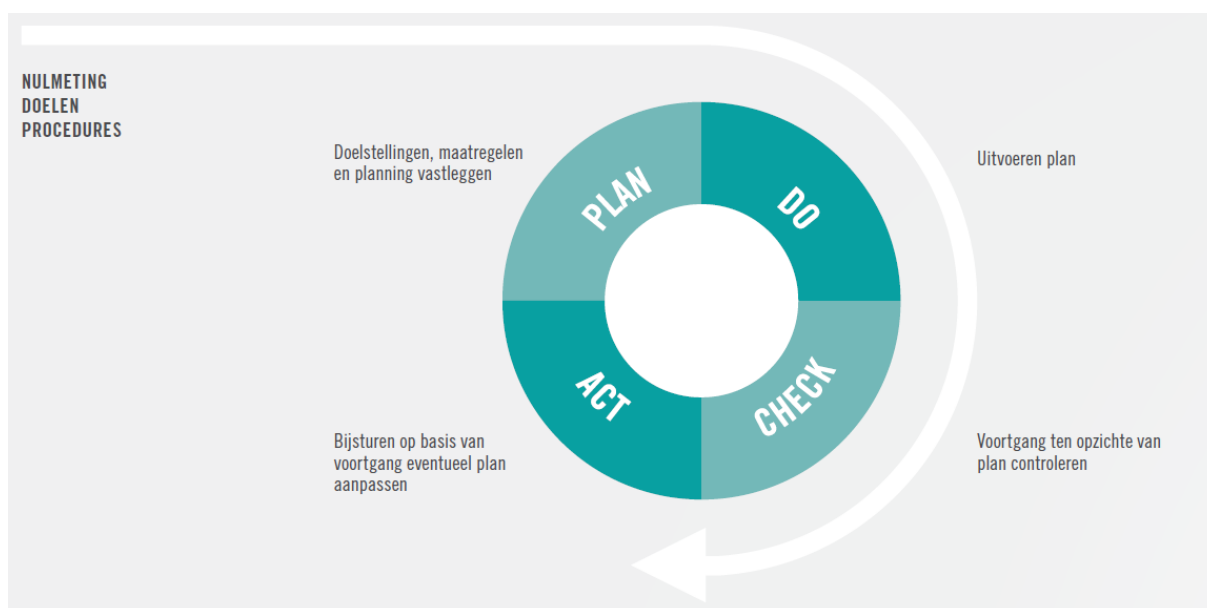 NULMETING
DOELEN
PROCEDURES
Doelstellingen, maatregelen
en planning vastleggen
PLAN
DO
Uitvoeren plan
ACT
CHECK
Bijsturen op basis van
voortgang eventueel plan
aanpassen
Voortgang ten opzichte van
plan controleren